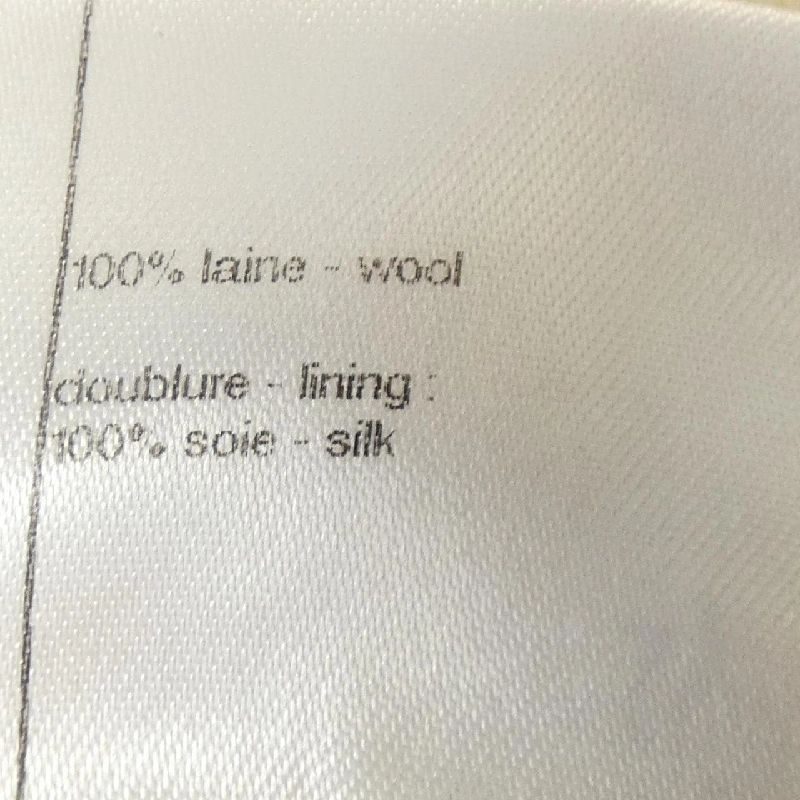 100% laine - wool
doublure - lining :
100% soie - silk